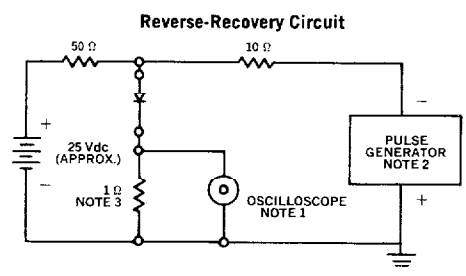 Reverse-Recovery Circuit
50 Ω
10 Ω
+
25 Vdc
(APPROX.)
−
1 Ω
NOTE 3
OSCILLOSCOPE
NOTE 1
−
PULSE
GENERATOR
NOTE 2
+